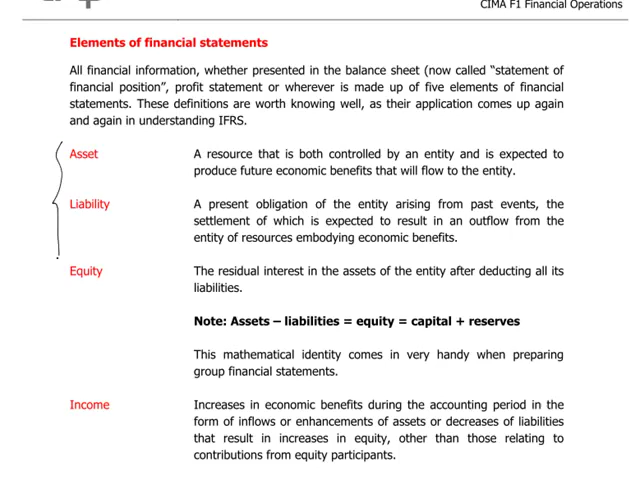 CIMA F1 Financial Operations
Elements of financial statements
All financial information, whether presented in the balance sheet (now called “statement of
financial position”, profit statement or wherever is made up of five elements of financial
statements. These definitions are worth knowing well, as their application comes up again
and again in understanding IFRS.
Asset
A resource that is both controlled by an entity and is expected to
produce future economic benefits that will flow to the entity.
Liability
A present obligation of the entity arising from past events, the
settlement of which is expected to result in an outflow from the
entity of resources embodying economic benefits.
Equity
The residual interest in the assets of the entity after deducting all its
liabilities.
Note: Assets – liabilities = equity = capital + reserves
This mathematical identity comes in very handy when preparing
group financial statements.
Income
Increases in economic benefits during the accounting period in the
form of inflows or enhancements of assets or decreases of liabilities
that result in increases in equity, other than those relating to
contributions from equity participants.